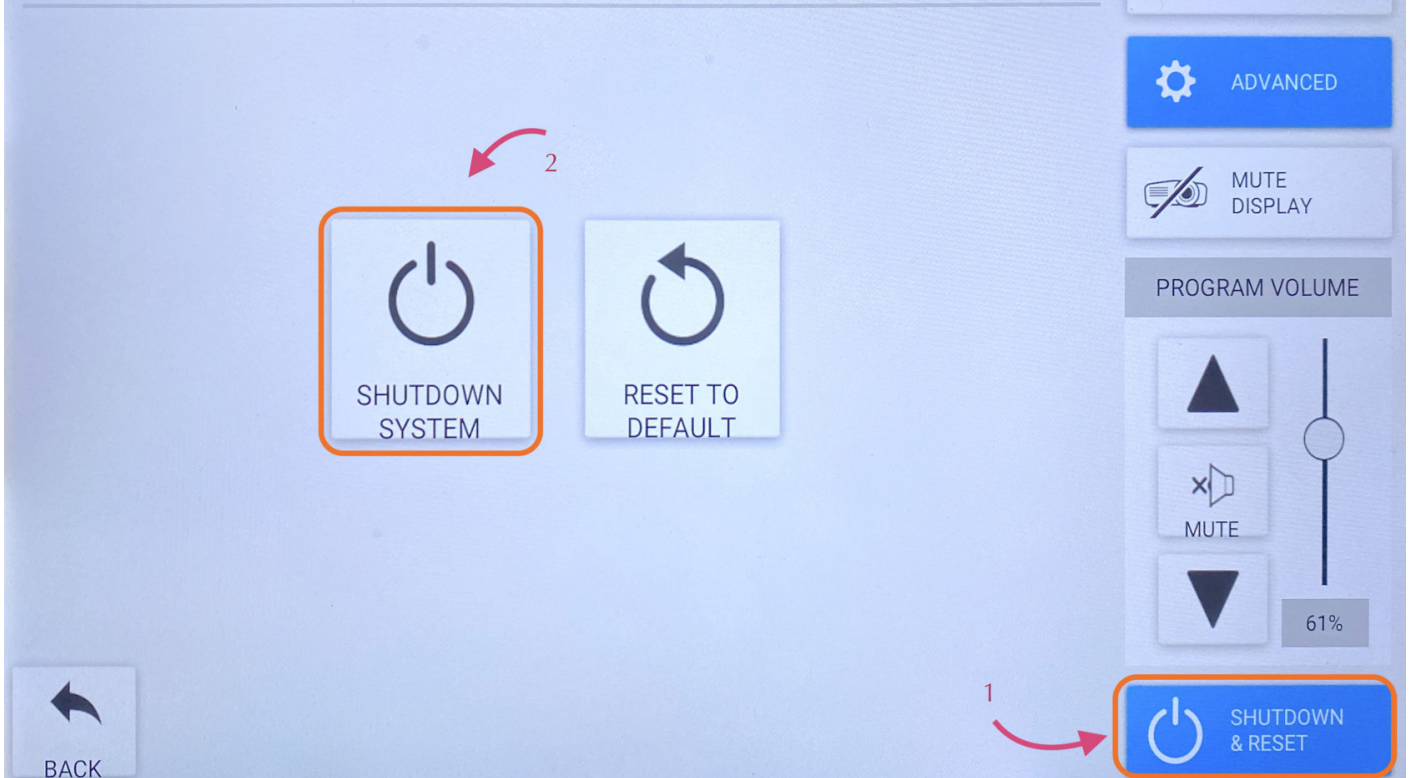 ADVANCED
MUTE
DISPLAY
PROGRAM VOLUME
2
SHUTDOWN
SYSTEM
RESET TO
DEFAULT
MUTE
61%
1
SHUTDOWN
& RESET
BACK